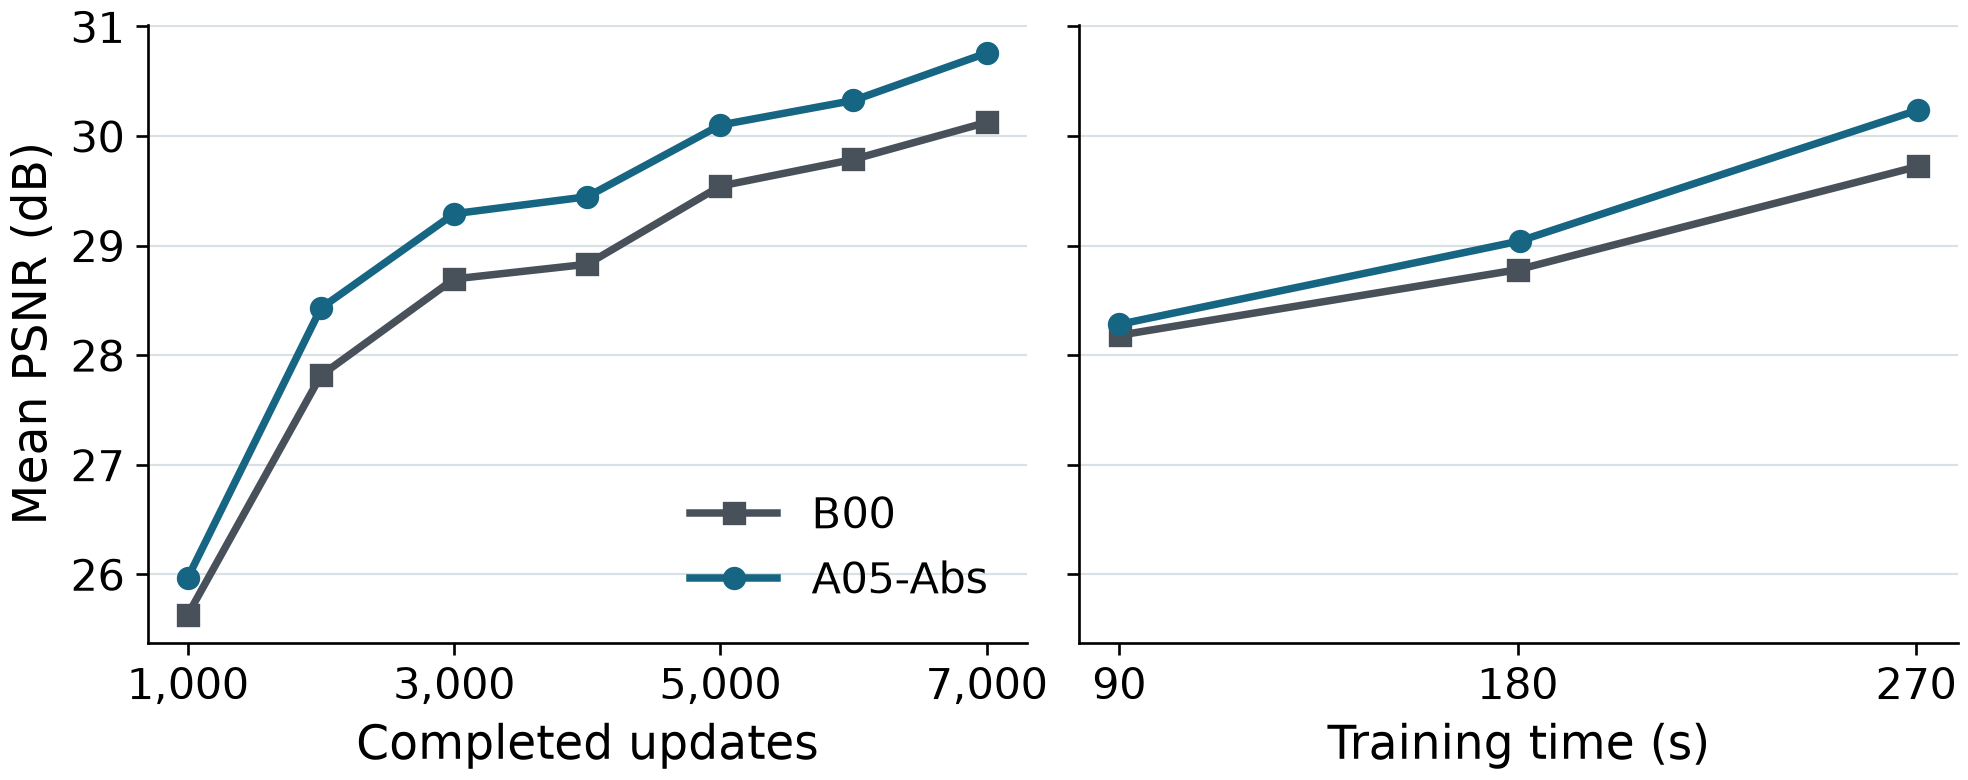 Mean PSNR (dB)
31
30
29
28
27
26
B00
A05-Abs
1,000 3,000 5,000 7,000
Completed updates
90 180 270
Training time (s)